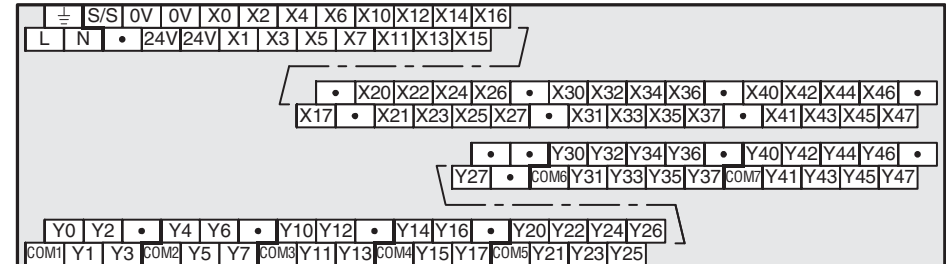 S/S 0V 0V X0 X2 X4 X6 X10 X12 X14 X16
L N • 24V 24V X1 X3 X5 X7 X11 X13 X15
• X20 X22 X24 X26 • X30 X32 X34 X36 • X40 X42 X44 X46 •
X17 • X21 X23 X25 X27 • X31 X33 X35 X37 • X41 X43 X45 X47
• • Y30 Y32 Y34 Y36 • Y40 Y42 Y44 Y46 •
Y27 • COM6 Y31 Y33 Y35 Y37 COM7 Y41 Y43 Y45 Y47
Y0 Y2 • Y4 Y6 • Y10 Y12 • Y14 Y16 • Y20 Y22 Y24 Y26
COM1 Y1 Y3 COM2 Y5 Y7 COM3 Y11 Y13 COM4 Y15 Y17 COM5 Y21 Y23 Y25